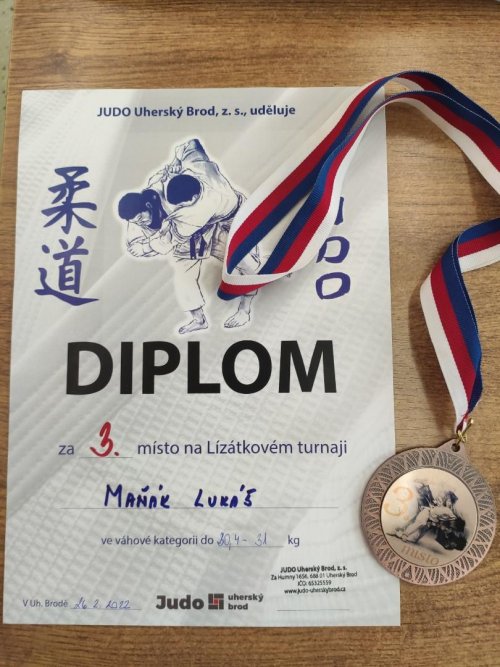 JUDO Uherský Brod, z. s., uděluje
柔道
DIPLOM
za 3. místo na Lízátkovém turnaji
Maňák Lukáš
ve váhové kategorii do 30,4 - 31 kg
JUDO Uherský Brod, z. s.
Za Humny 1656, 688 01 Uherský Brod
IČO: 65325559
www.judo-uherskybrod.cz
V Uh. Brodě 26. 2. 2022
Judo uherský brod